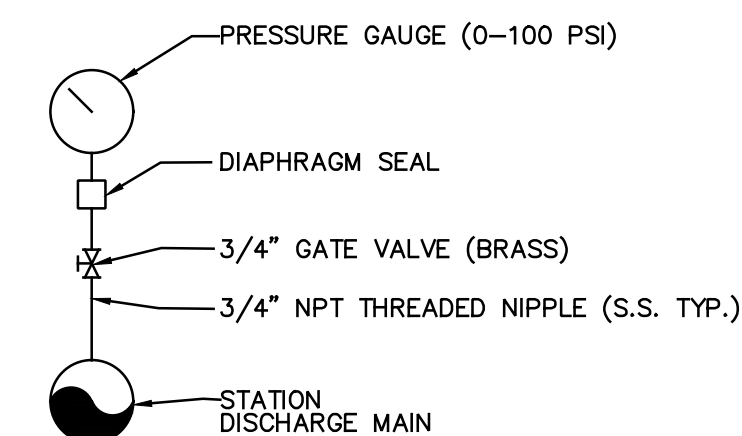 PRESSURE GAUGE (0–100 PSI)
DIAPHRAGM SEAL
3/4" GATE VALVE (BRASS)
3/4" NPT THREADED NIPPLE (S.S. TYP.)
STATION
DISCHARGE MAIN